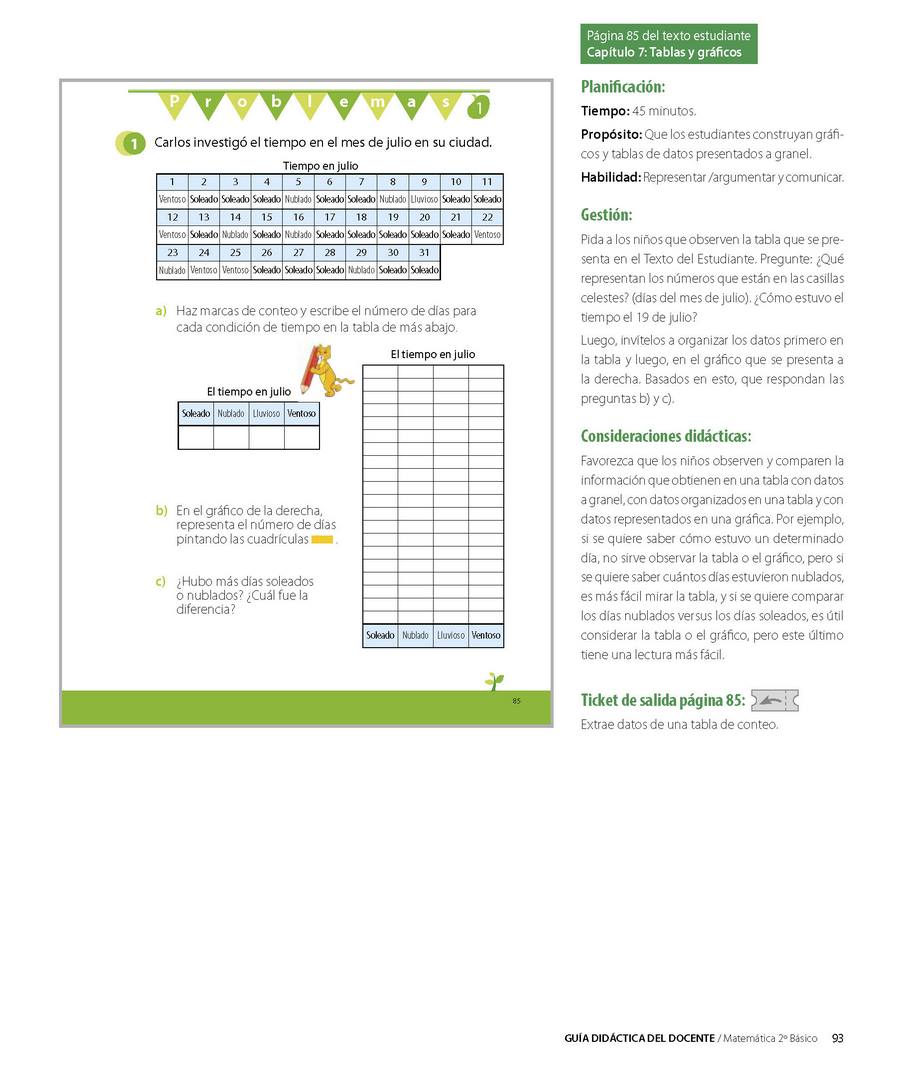 Página 85 del texto estudiante
Capítulo 7: Tablas y gráficos
Problemas 1
1 Carlos investigó el tiempo en el mes de julio en su ciudad.
Tiempo en julio
1 2 3 4 5 6 7 8 9 10 11
Ventoso Soleado Soleado Soleado Nublado Soleado Soleado Nublado Lluvioso Soleado Soleado
12 13 14 15 16 17 18 19 20 21 22
Ventoso Soleado Nublado Soleado Nublado Soleado Soleado Soleado Soleado Soleado Ventoso
23 24 25 26 27 28 29 30 31
Nublado Ventoso Ventoso Soleado Soleado Soleado Nublado Soleado Soleado
a) Haz marcas de conteo y escribe el número de días para
cada condición de tiempo en la tabla de más abajo.
El tiempo en julio
Soleado Nublado Lluvioso Ventoso
El tiempo en julio
Soleado Nublado Lluvioso Ventoso
b) En el gráfico de la derecha,
representa el número de días
pintando las cuadrículas .
c) ¿Hubo más días soleados
o nublados? ¿Cuál fue la
diferencia?
85
Planificación:
Tiempo: 45 minutos.
Propósito: Que los estudiantes construyan gráfi-
cos y tablas de datos presentados a granel.
Habilidad: Representar /argumentar y comunicar.
Gestión:
Pida a los niños que observen la tabla que se pre-
senta en el Texto del Estudiante. Pregunte: ¿Qué
representan los números que están en las casillas
celestes? (días del mes de julio). ¿Cómo estuvo el
tiempo el 19 de julio?
Luego, invítelos a organizar los datos primero en
la tabla y luego, en el gráfico que se presenta a
la derecha. Basados en esto, que respondan las
preguntas b) y c).
Consideraciones didácticas:
Favorezca que los niños observen y comparen la
información que obtienen en una tabla con datos
a granel, con datos organizados en una tabla y con
datos representados en una gráfica. Por ejemplo,
si se quiere saber cómo estuvo un determinado
día, no sirve observar la tabla o el gráfico, pero si
se quiere saber cuántos días estuvieron nublados,
es más fácil mirar la tabla, y si se quiere comparar
los días nublados versus los días soleados, es útil
considerar la tabla o el gráfico, pero este último
tiene una lectura más fácil.
Ticket de salida página 85:
Extrae datos de una tabla de conteo.
GUÍA DIDÁCTICA DEL DOCENTE / Matemática 2º Básico 93